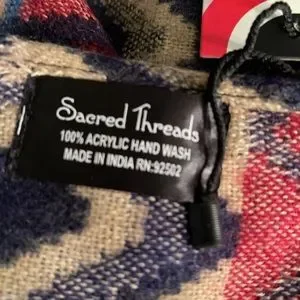 Sacred Threads
100% ACRYLIC HAND WASH
MADE IN INDIA RN:92502